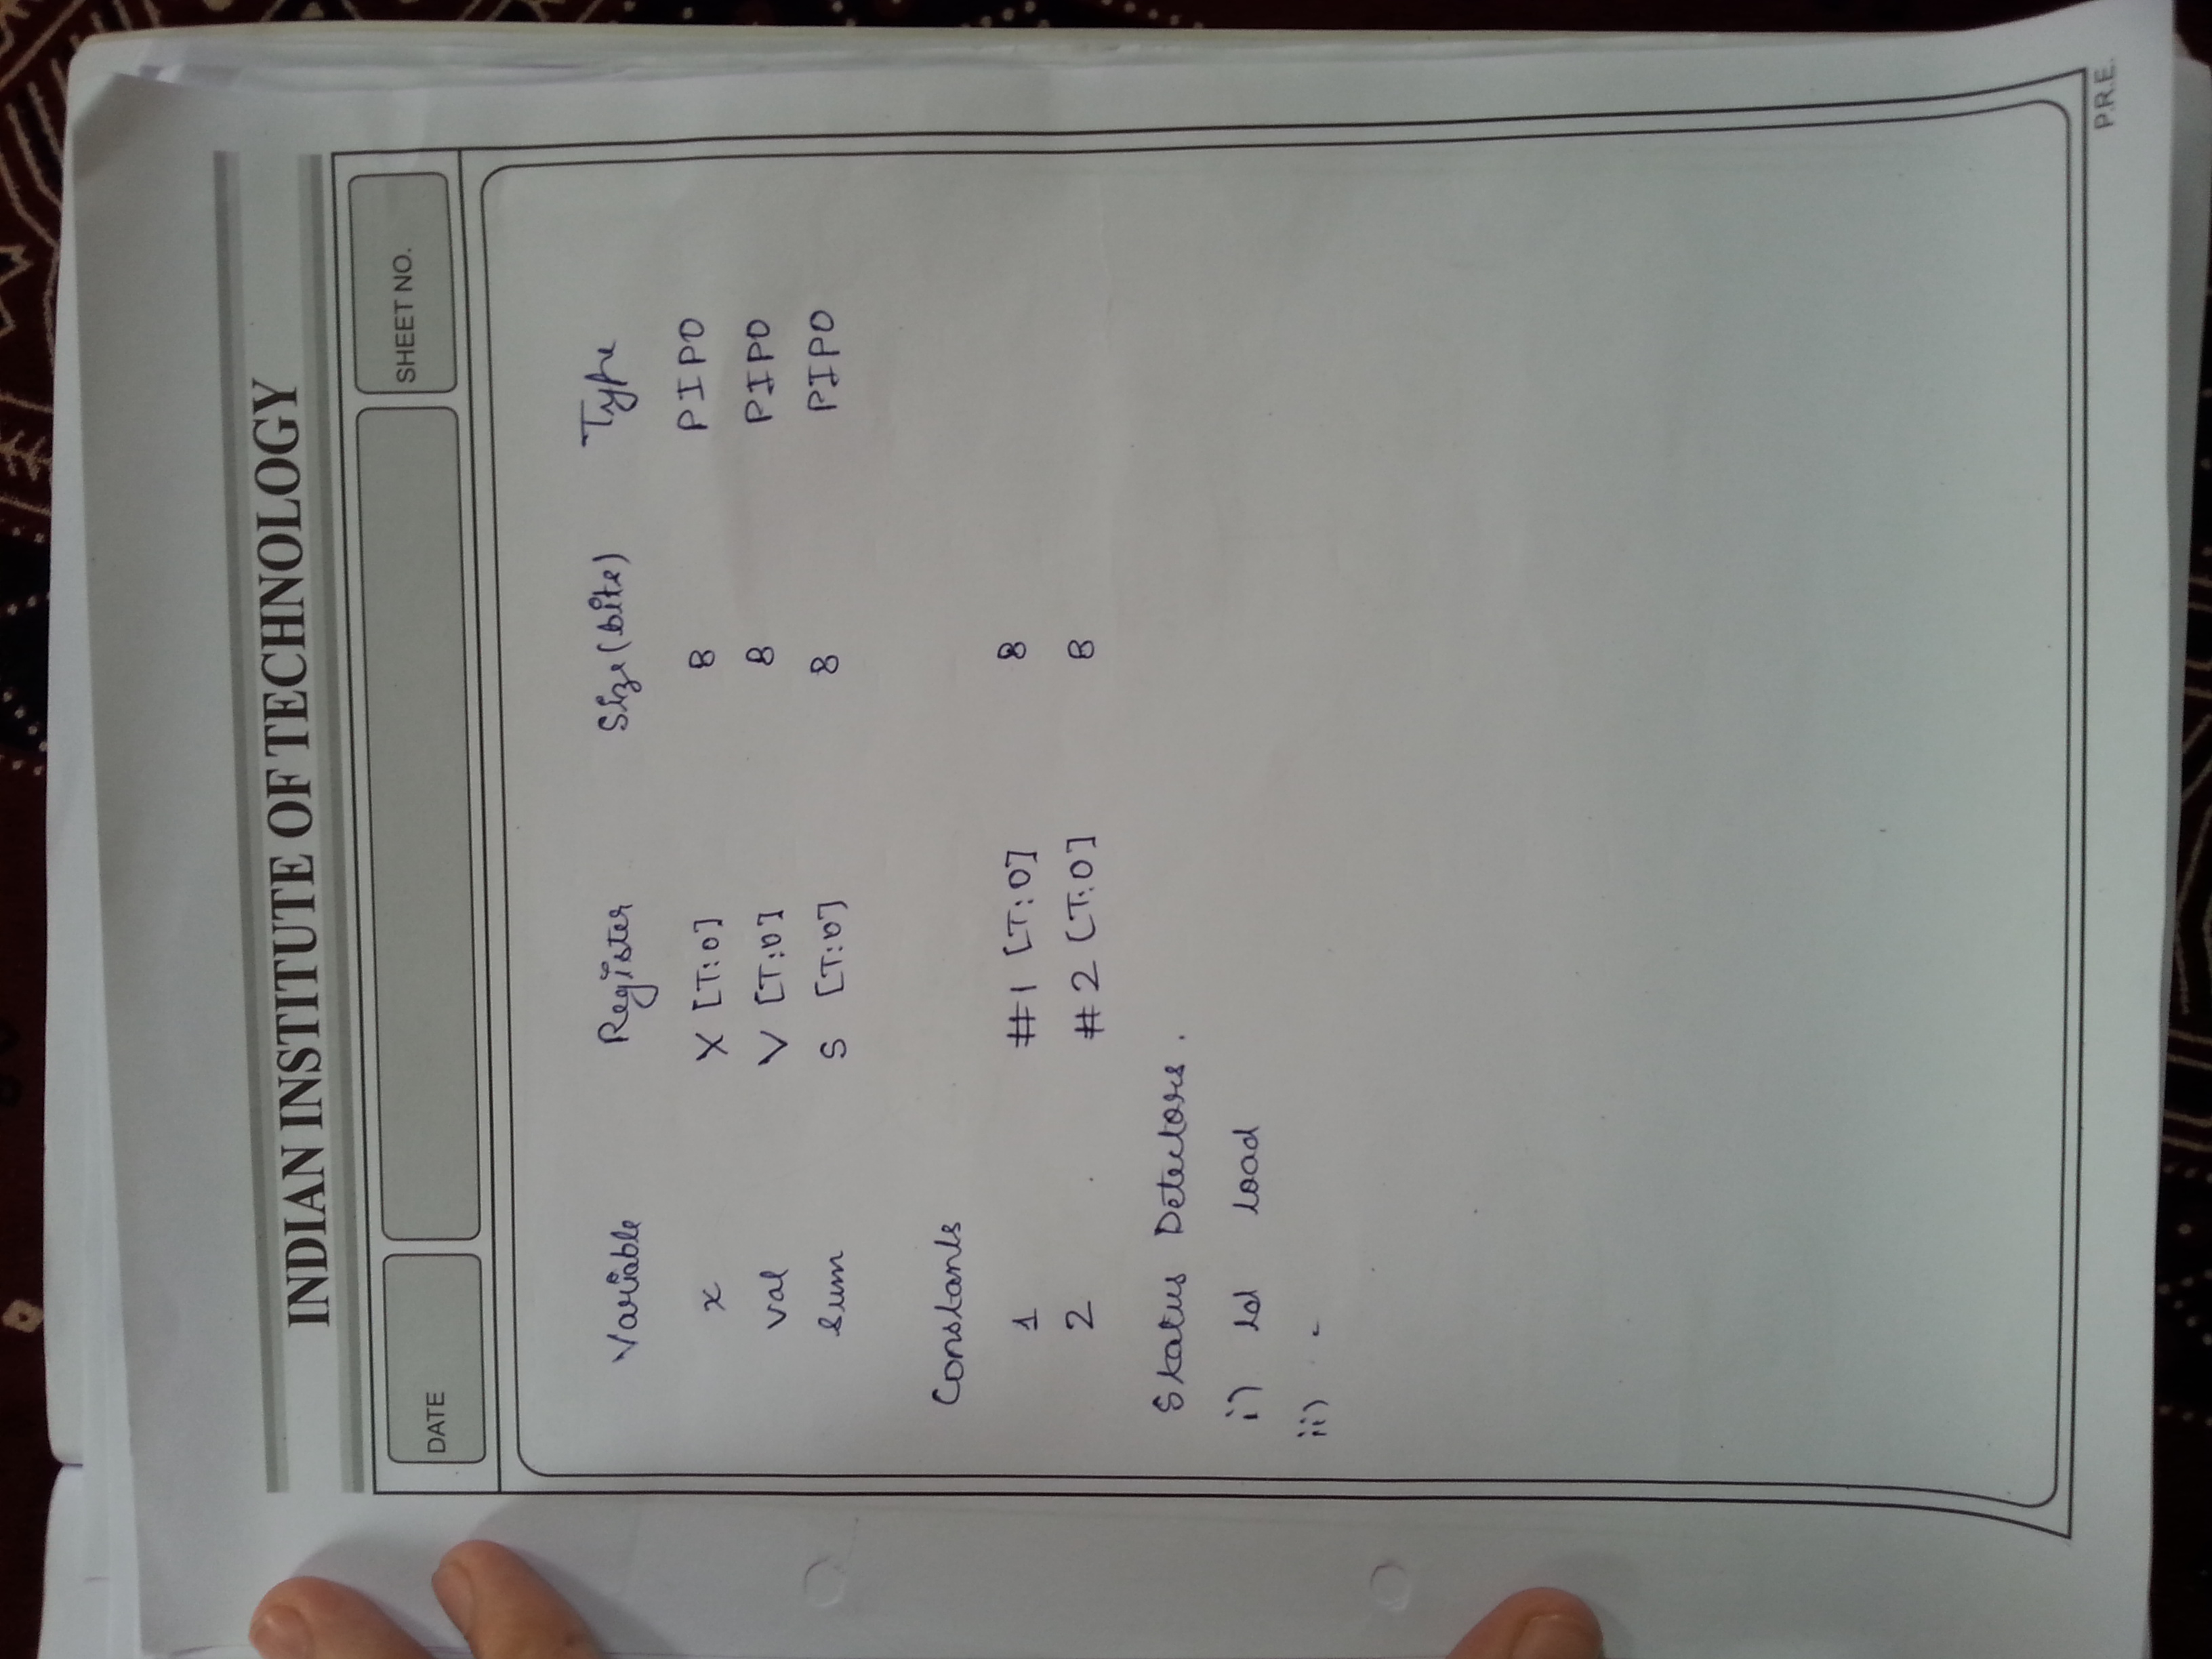 INDIAN INSTITUTE OF TECHNOLOGY
DATE
SHEET NO.
Variable Register Size (bits) Type
x X [7:0] 8 PIPO
val V [7:0] 8 PIPO
Sum S [7:0] 8 PIPO
Constants
1 #1 [7:0] 8
2 #2 [7:0] 8
Status Detectors.
i) ld load
ii) -
P.R.E.